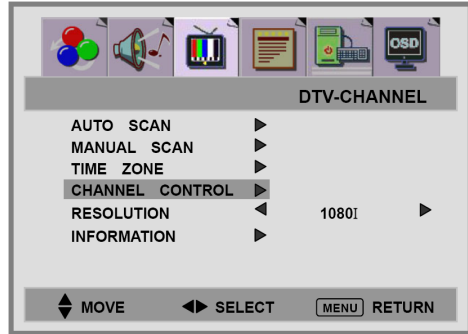 OSD
DTV-CHANNEL
AUTO SCAN
MANUAL SCAN
TIME ZONE
CHANNEL CONTROL
RESOLUTION 1080I
INFORMATION
MOVE SELECT MENU RETURN